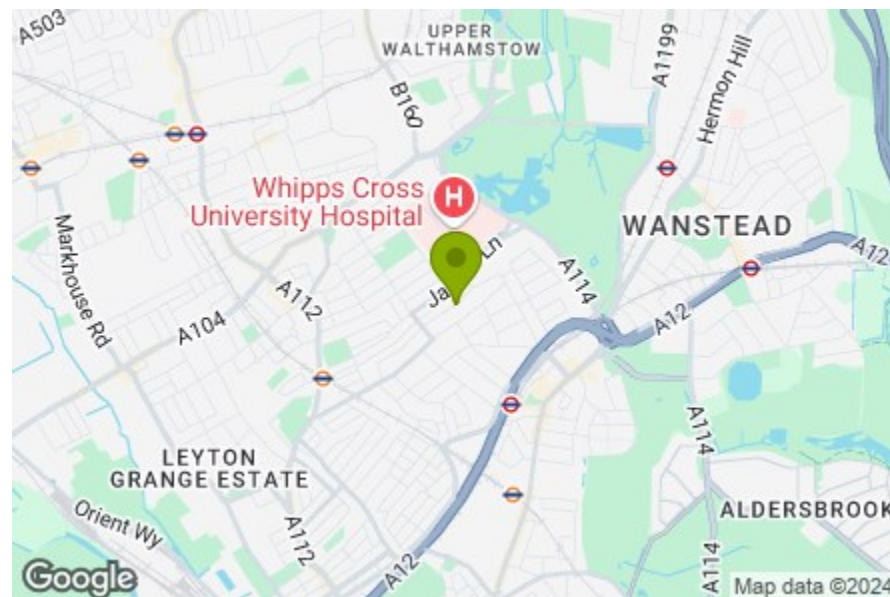 A503
UPPER
WALTHAMSTOW
B160
A1199
Hermon Hill
Whipps Cross
University Hospital
H
WANSTEAD
Markhouse Rd
A112
Ln
A114
A12
A104
A12
LEYTON
GRANGE ESTATE
A114
Orient Wy
A112
A12
ALDERSBROOK
A114
Google
Map data ©2024